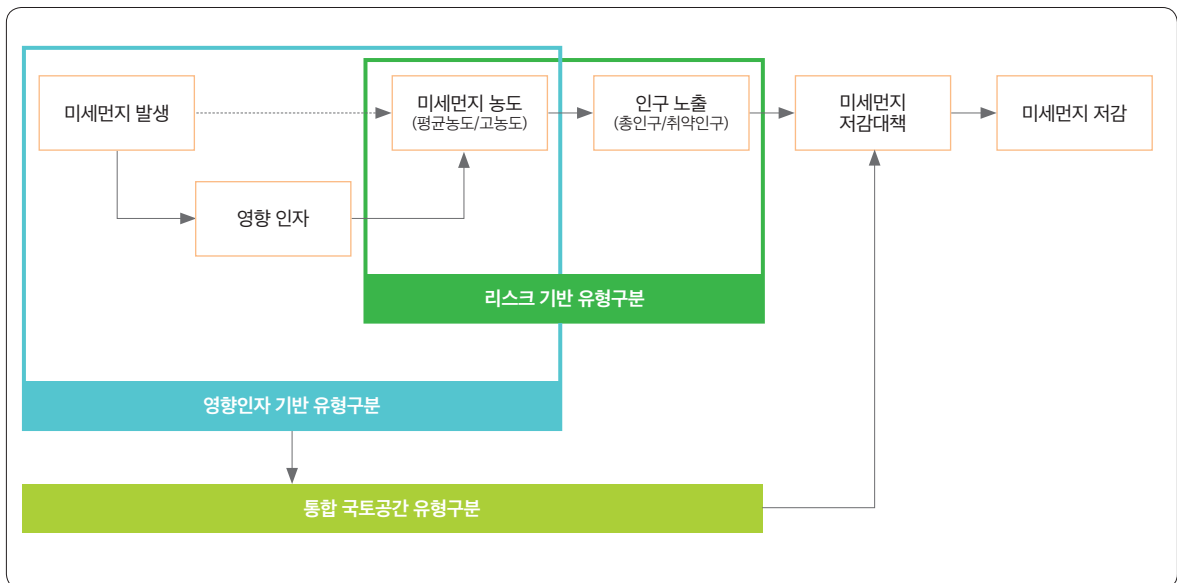 미세먼지 발생
미세먼지 농도
(평균농도/고농도)
인구 노출
(총인구/취약인구)
미세먼지
저감대책
미세먼지 저감
영향 인자
리스크 기반 유형구분
영향인자 기반 유형구분
통합 국토공간 유형구분